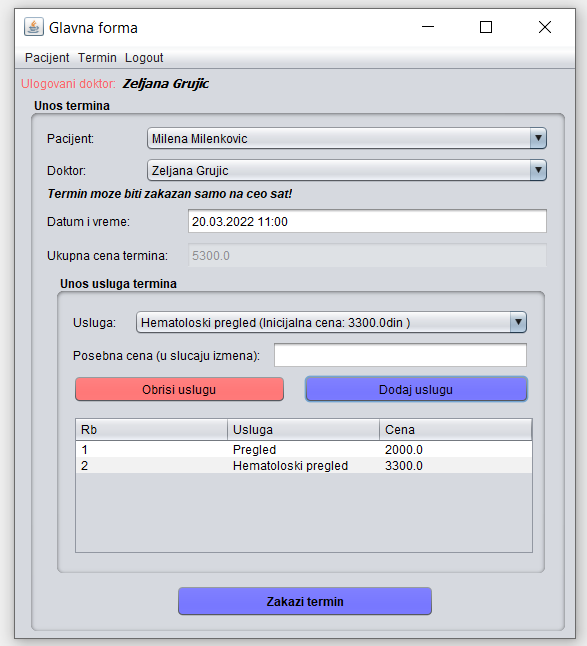 Glavna forma
Pacijent Termin Logout
Ulogovani doktor: Zeljana Grujic
Unos termina
Pacijent: Milena Milenkovic
Doktor: Zeljana Grujic
Termin moze biti zakazan samo na ceo sat!
Datum i vreme: 20.03.2022 11:00
Ukupna cena termina: 5300.0
Unos usluga termina
Usluga: Hematoloski pregled (Inicijalna cena: 3300.0din )
Posebna cena (u slucaju izmena):
Obrisi uslugu Dodaj uslugu
Rb Usluga Cena
1 Pregled 2000.0
2 Hematoloski pregled 3300.0
Zakazi termin